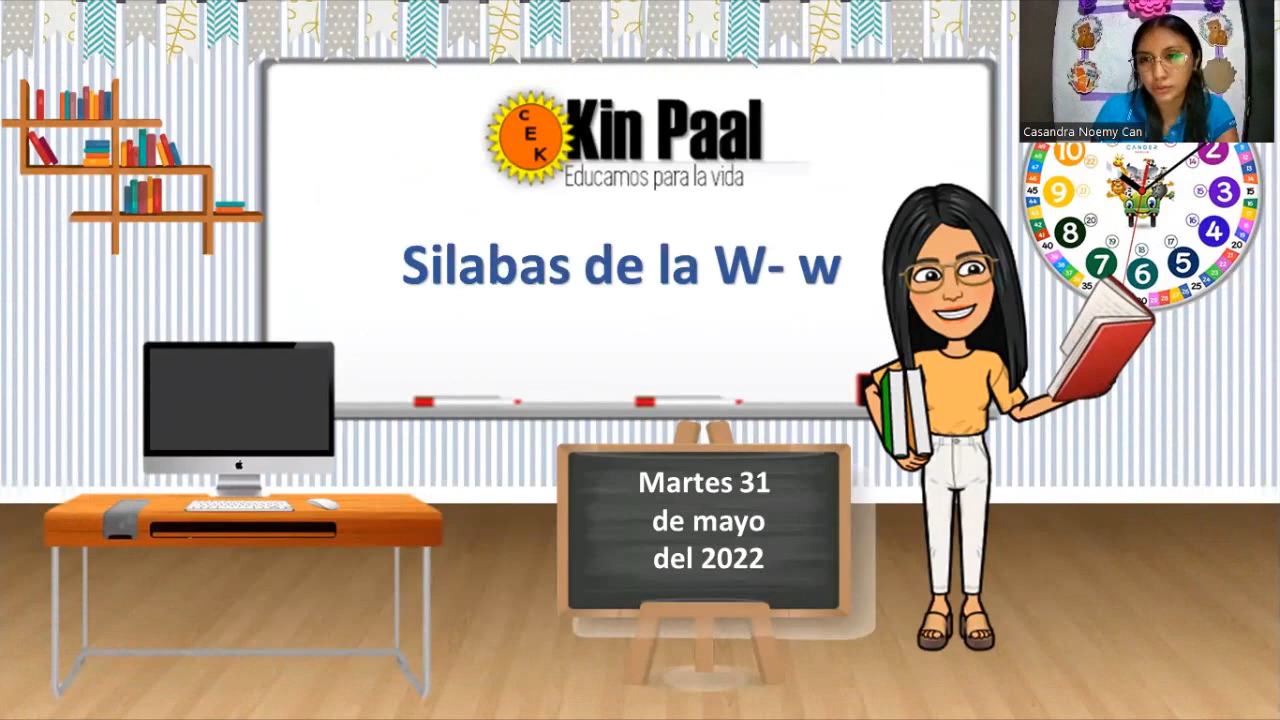 C
E
K
Kin Paal
Educamos para la vida
Silabas de la W- w
Martes 31
de mayo
del 2022
Casandra Noemy Can
10
9
8
7
6
5
4
3
2